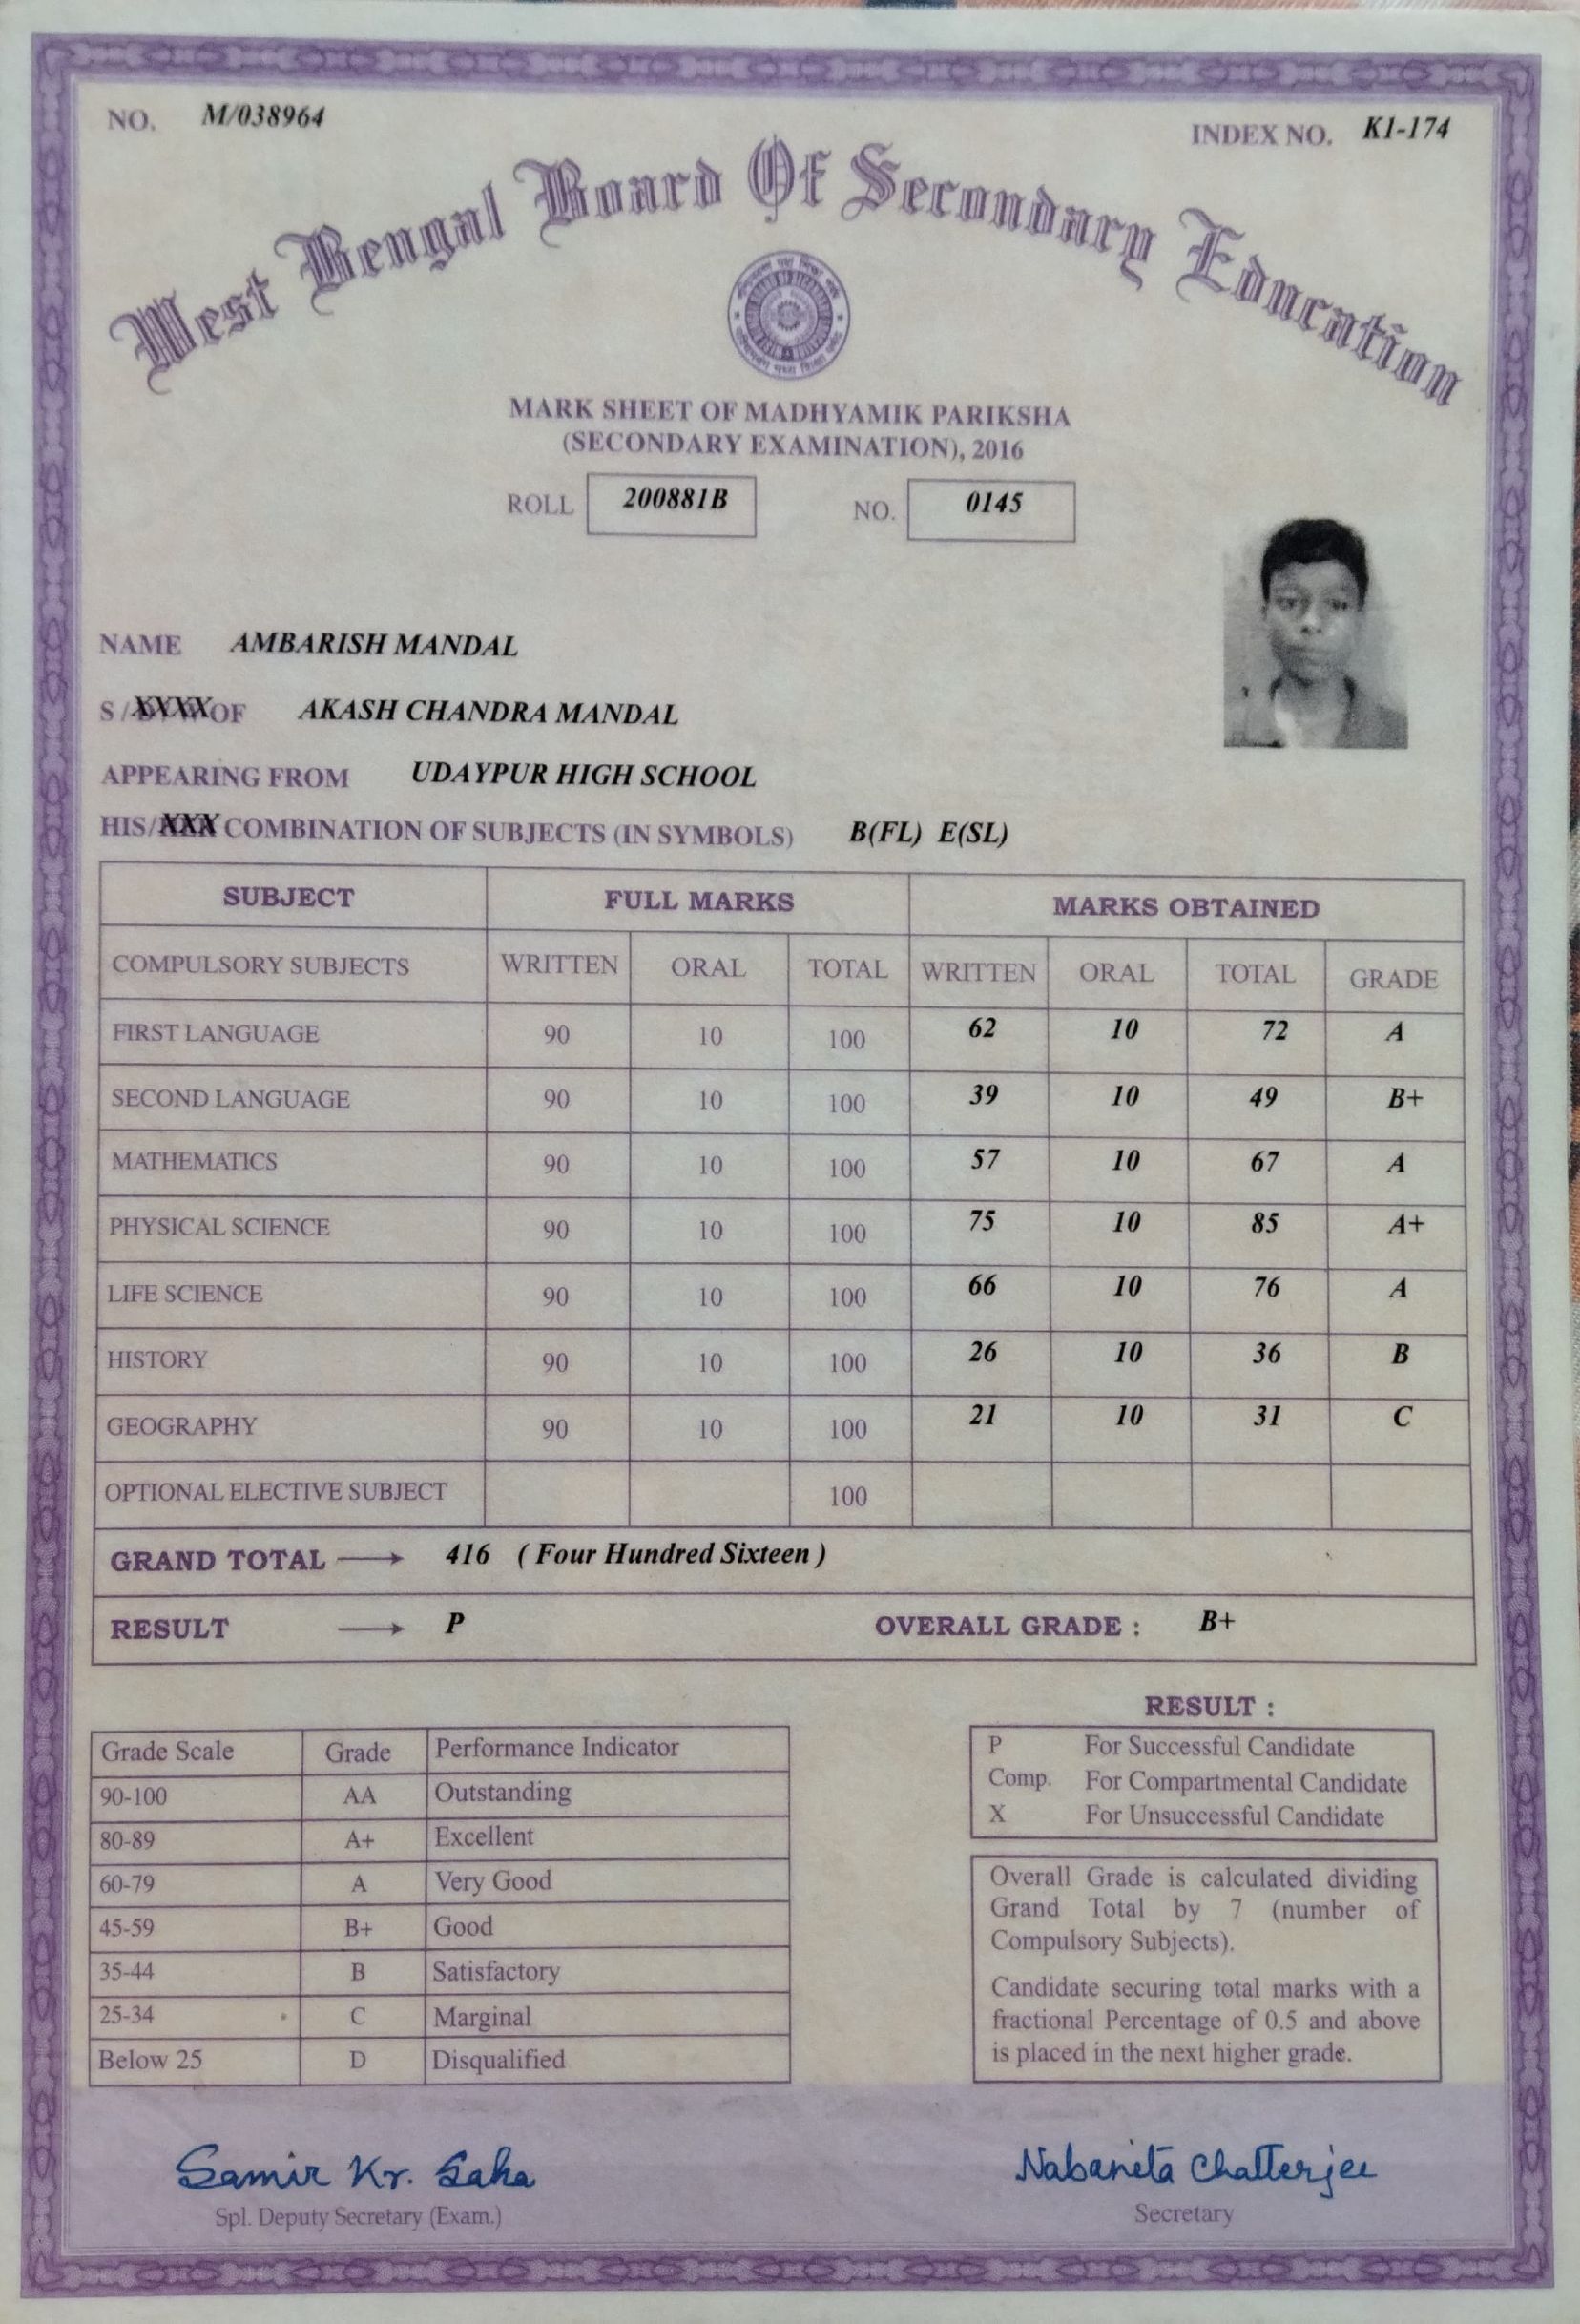 NO. M/038964 INDEX NO. K1-174
West Bengal Board Of Secondary Education
MARK SHEET OF MADHYAMIK PARIKSHA
(SECONDARY EXAMINATION), 2016
ROLL 200881B NO. 0145
NAME AMBARISH MANDAL
S / XXXX OF AKASH CHANDRA MANDAL
APPEARING FROM UDAYPUR HIGH SCHOOL
HIS/XXX COMBINATION OF SUBJECTS (IN SYMBOLS) B(FL) E(SL)
SUBJECT FULL MARKS MARKS OBTAINED
COMPULSORY SUBJECTS WRITTEN ORAL TOTAL WRITTEN ORAL TOTAL GRADE
FIRST LANGUAGE 90 10 100 62 10 72 A
SECOND LANGUAGE 90 10 100 39 10 49 B+
MATHEMATICS 90 10 100 57 10 67 A
PHYSICAL SCIENCE 90 10 100 75 10 85 A+
LIFE SCIENCE 90 10 100 66 10 76 A
HISTORY 90 10 100 26 10 36 B
GEOGRAPHY 90 10 100 21 10 31 C
OPTIONAL ELECTIVE SUBJECT 100
GRAND TOTAL → 416 ( Four Hundred Sixteen )
RESULT → P OVERALL GRADE : B+
Grade Scale Grade Performance Indicator
90-100 AA Outstanding
80-89 A+ Excellent
60-79 A Very Good
45-59 B+ Good
35-44 B Satisfactory
25-34 C Marginal
Below 25 D Disqualified
RESULT :
P For Successful Candidate
Comp. For Compartmental Candidate
X For Unsuccessful Candidate
Overall Grade is calculated dividing
Grand Total by 7 (number of
Compulsory Subjects).
Candidate securing total marks with a
fractional Percentage of 0.5 and above
is placed in the next higher grade.
Samir Kr. Saha
Spl. Deputy Secretary (Exam.)
Nabanita Chatterjee
Secretary